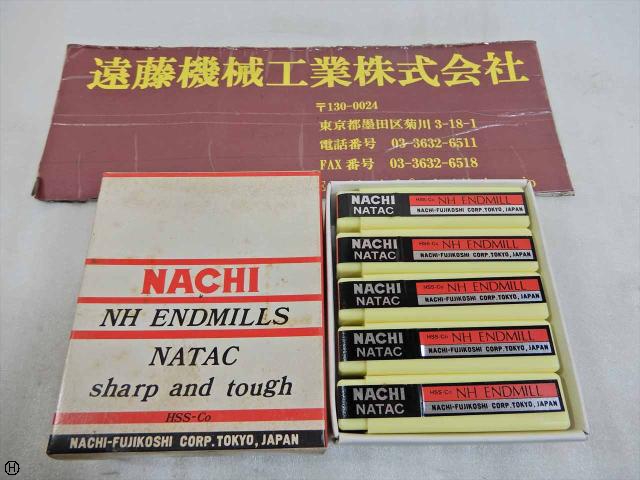 遠藤機械工業株式会社
〒130-0024
東京都墨田区菊川3-18-1
電話番号 03-3632-6511
FAX番号 03-3632-6518
NACHI
NH ENDMILLS
NATAC
sharp and tough
HSS-Co
NACHI-FUJIKOSHI CORP. TOKYO, JAPAN
NACHI HSS-Co NH ENDMILL
NATAC NACHI-FUJIKOSHI CORP. TOKYO, JAPAN
NACHI HSS-Co NH ENDMILL
NATAC NACHI-FUJIKOSHI CORP. TOKYO, JAPAN
NACHI HSS-Co NH ENDMILL
NATAC NACHI-FUJIKOSHI CORP. TOKYO, JAPAN
NACHI HSS-Co NH ENDMILL
NATAC NACHI-FUJIKOSHI CORP. TOKYO, JAPAN
NACHI HSS-Co NH ENDMILL
NATAC NACHI-FUJIKOSHI CORP. TOKYO, JAPAN
H